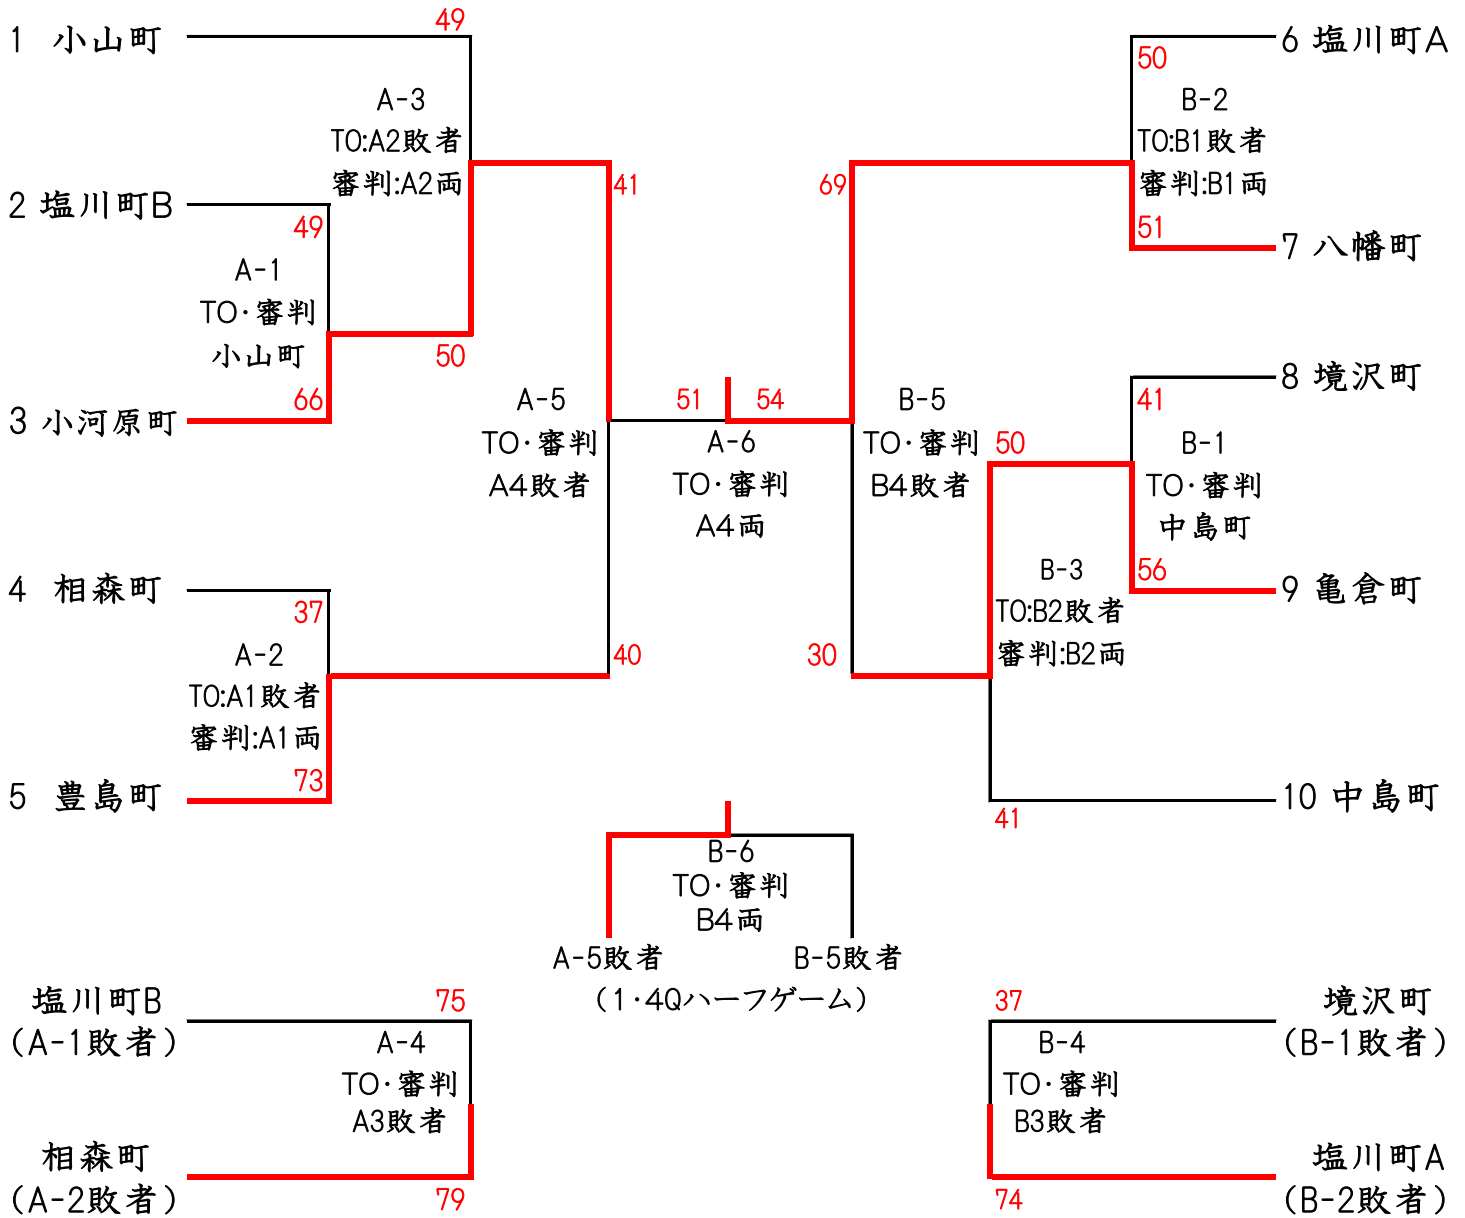 49
1 小山町
A-3
TO:A2敗者
審判:A2両
2 塩川町B
49
A-1
TO・審判
小山町
66
3 小河原町
50
41
A-5
TO・審判
A4敗者
4 相森町
37
A-2
TO:A1敗者
審判:A1両
73
5 豊島町
40
51
54
A-6
TO・審判
A4両
6 塩川町A
50
B-2
TO:B1敗者
審判:B1両
51
7 八幡町
69
B-5
TO・審判
B4敗者
8 境沢町
41
B-1
TO・審判
中島町
56
9 亀倉町
50
B-3
TO:B2敗者
審判:B2両
30
10 中島町
41
B-6
TO・審判
B4両
A-5敗者
B-5敗者
(1・4Qハーフゲーム)
塩川町B
(A-1敗者)
75
A-4
TO・審判
A3敗者
相森町
(A-2敗者)
79
37
境沢町
(B-1敗者)
B-4
TO・審判
B3敗者
塩川町A
(B-2敗者)
74